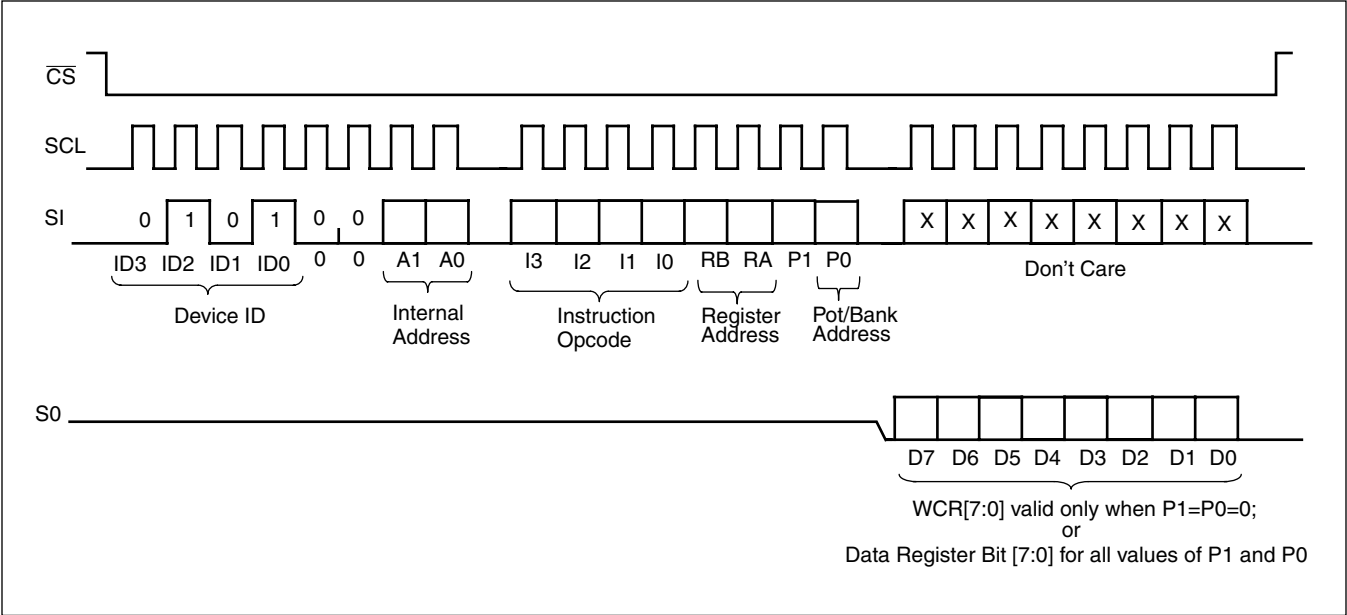 CS
SCL
SI
0 1 0 1 0 0
X X X X X X X X
ID3 ID2 ID1 ID0 0 0 A1 A0 I3 I2 I1 I0 RB RA P1 P0
Don't Care
Device ID
Internal
Address
Instruction
Opcode
Register
Address
Pot/Bank
Address
S0
D7 D6 D5 D4 D3 D2 D1 D0
WCR[7:0] valid only when P1=P0=0;
or
Data Register Bit [7:0] for all values of P1 and P0